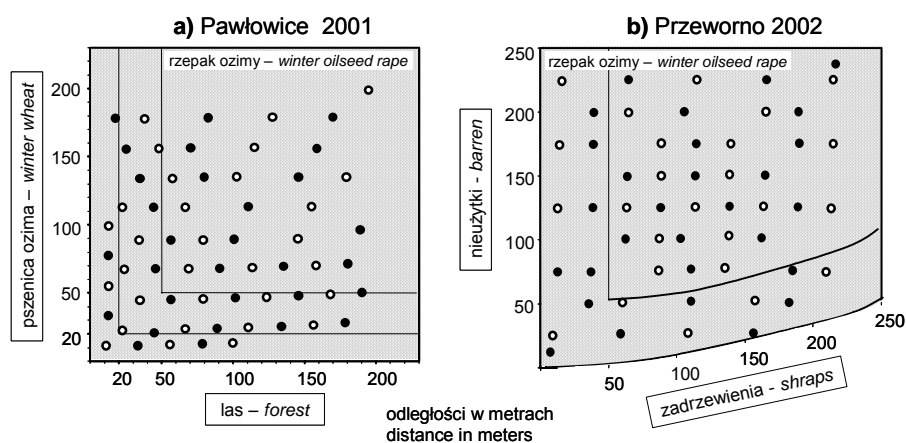 a) Pawłowice 2001
rzepak ozimy – winter oilseed rape
pszenica ozima – winter wheat
200
150
100
50
20
20
50
100
150
200
las – forest
b) Przeworno 2002
rzepak ozimy – winter oilseed rape
nieużytki - barren
250
200
150
100
50
50
100
150
200
250
zadrzewienia - shraps
odległości w metrach
distance in meters